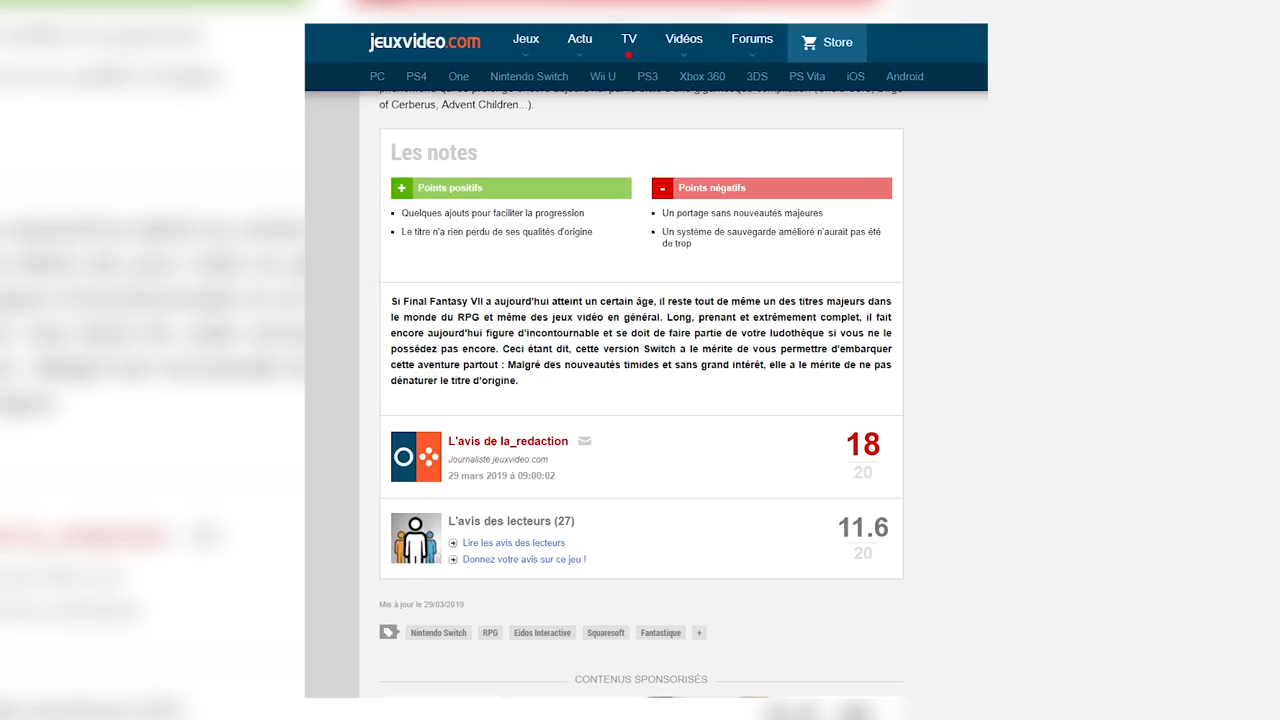 jeuxvideo.com
Jeux Actu TV Vidéos Forums Store
PC PS4 One Nintendo Switch Wii U PS3 Xbox 360 3DS PS Vita iOS Android
of Cerberus, Advent Children...).
Les notes
+ Points positifs
Quelques ajouts pour faciliter la progression
Le titre n'a rien perdu de ses qualités d'origine
- Points négatifs
Un portage sans nouveautés majeures
Un système de sauvegarde amélioré n'aurait pas été
de trop
Si Final Fantasy VII a aujourd'hui atteint un certain âge, il reste tout de même un des titres majeurs dans
le monde du RPG et même des jeux vidéo en général. Long, prenant et extrêmement complet, il fait
encore aujourd'hui figure d'incontournable et se doit de faire partie de votre ludothèque si vous ne le
possédez pas encore. Ceci étant dit, cette version Switch a le mérite de vous permettre d'embarquer
cette aventure partout : Malgré des nouveautés timides et sans grand intérêt, elle a le mérite de ne pas
dénaturer le titre d'origine.
L'avis de la_redaction
Journaliste jeuxvideo.com
29 mars 2019 à 09:00:02
18
20
L'avis des lecteurs (27)
Lire les avis des lecteurs
Donnez votre avis sur ce jeu !
11.6
20
Mis à jour le 29/03/2019
Nintendo Switch RPG Eidos Interactive Squaresoft Fantastique +
CONTENUS SPONSORISÉS